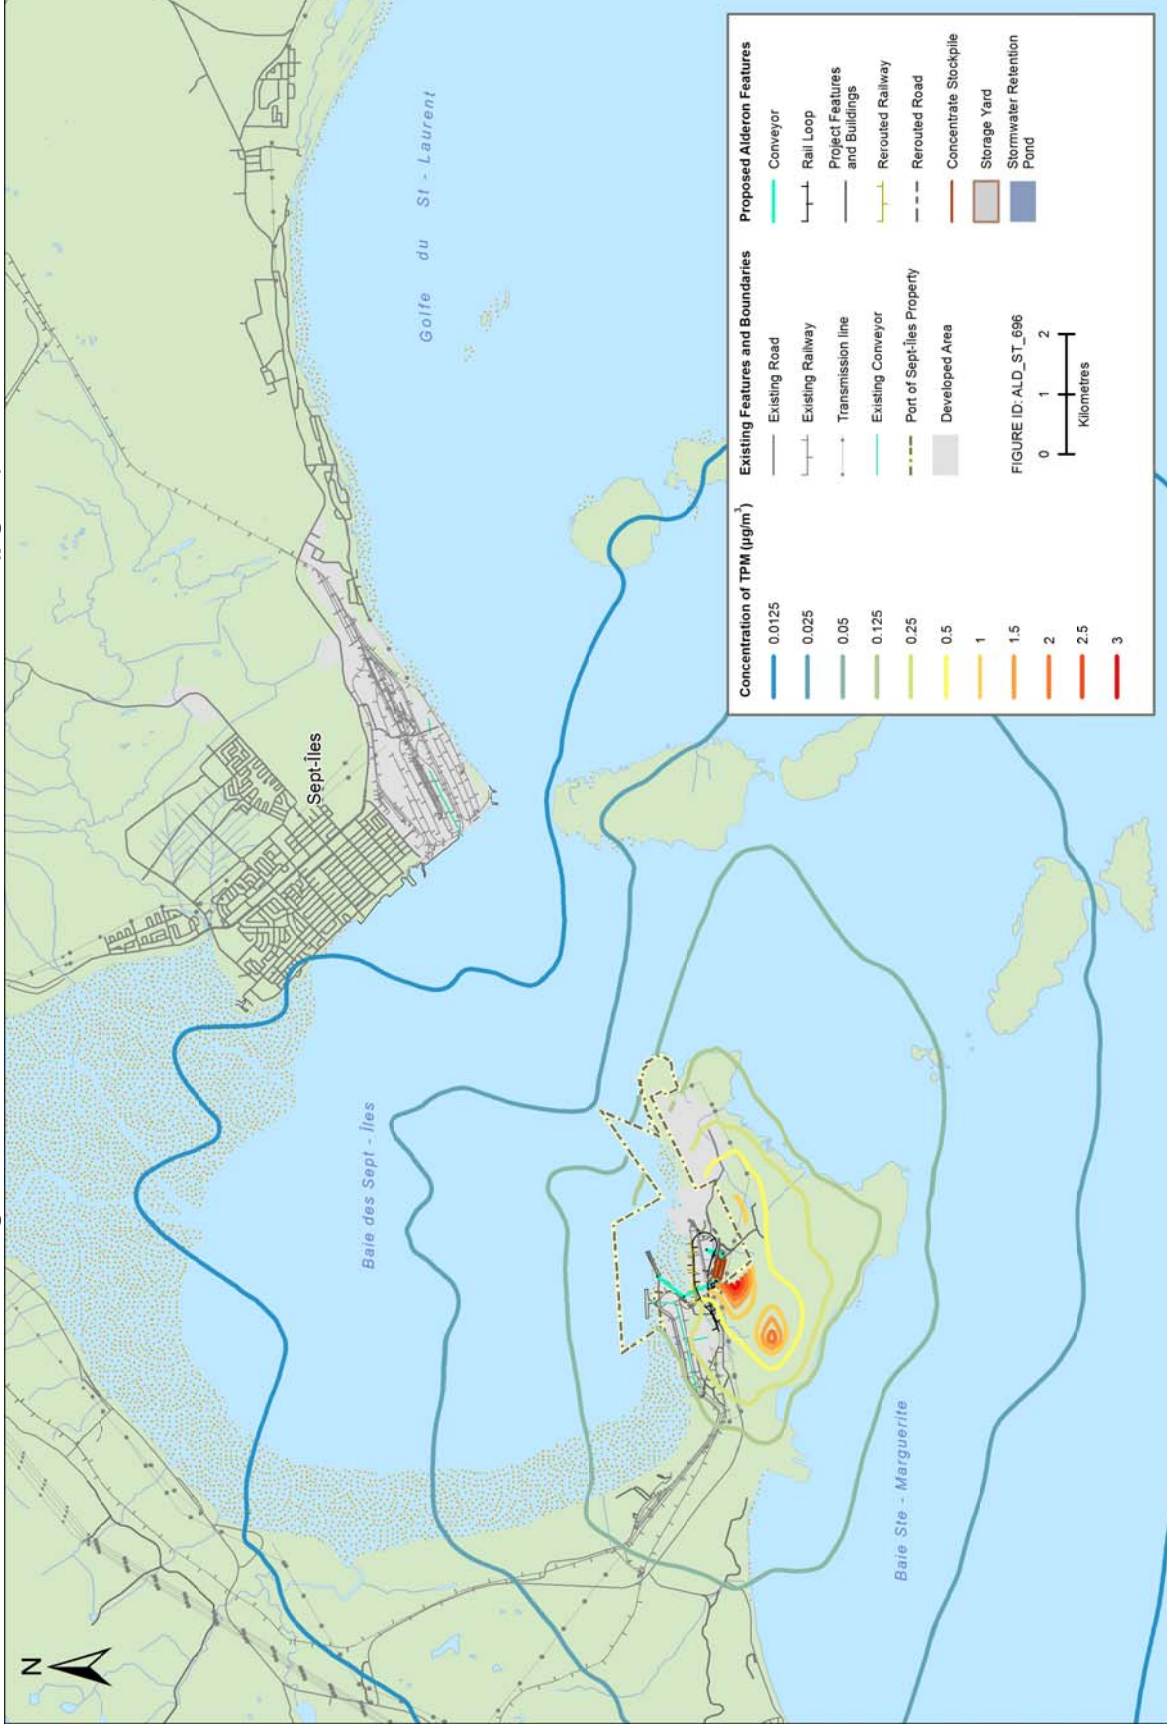 N
Golfe du St - Laurent
Sept-Îles
Baie des Sept - Îles
Baie Ste - Marguerite
Concentration of TPM (µg/m³)
0.0125
0.025
0.05
0.125
0.25
0.5
1
1.5
2
2.5
3
Existing Features and Boundaries
Existing Road
Existing Railway
Transmission line
Existing Conveyor
Port of Sept-Îles Property
Developed Area
FIGURE ID: ALD_ST_696
0 1 2
Kilometres
Proposed Alderon Features
Conveyor
Rail Loop
Project Features
and Buildings
Rerouted Railway
Rerouted Road
Concentrate Stockpile
Storage Yard
Stormwater Retention
Pond